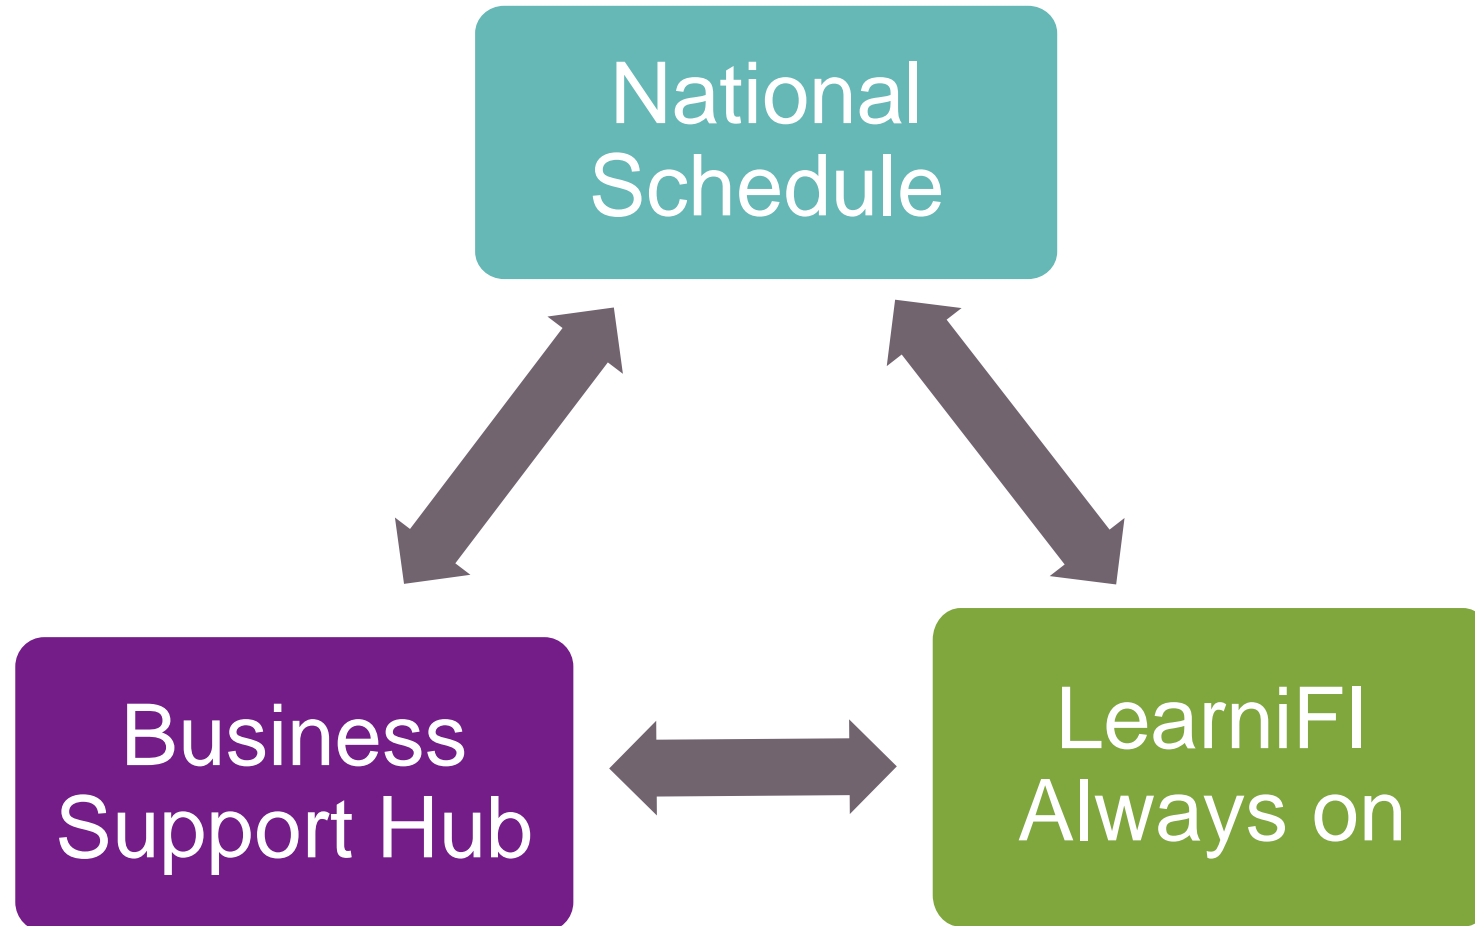 National
Schedule
Business
Support Hub
LearniFI
Always on